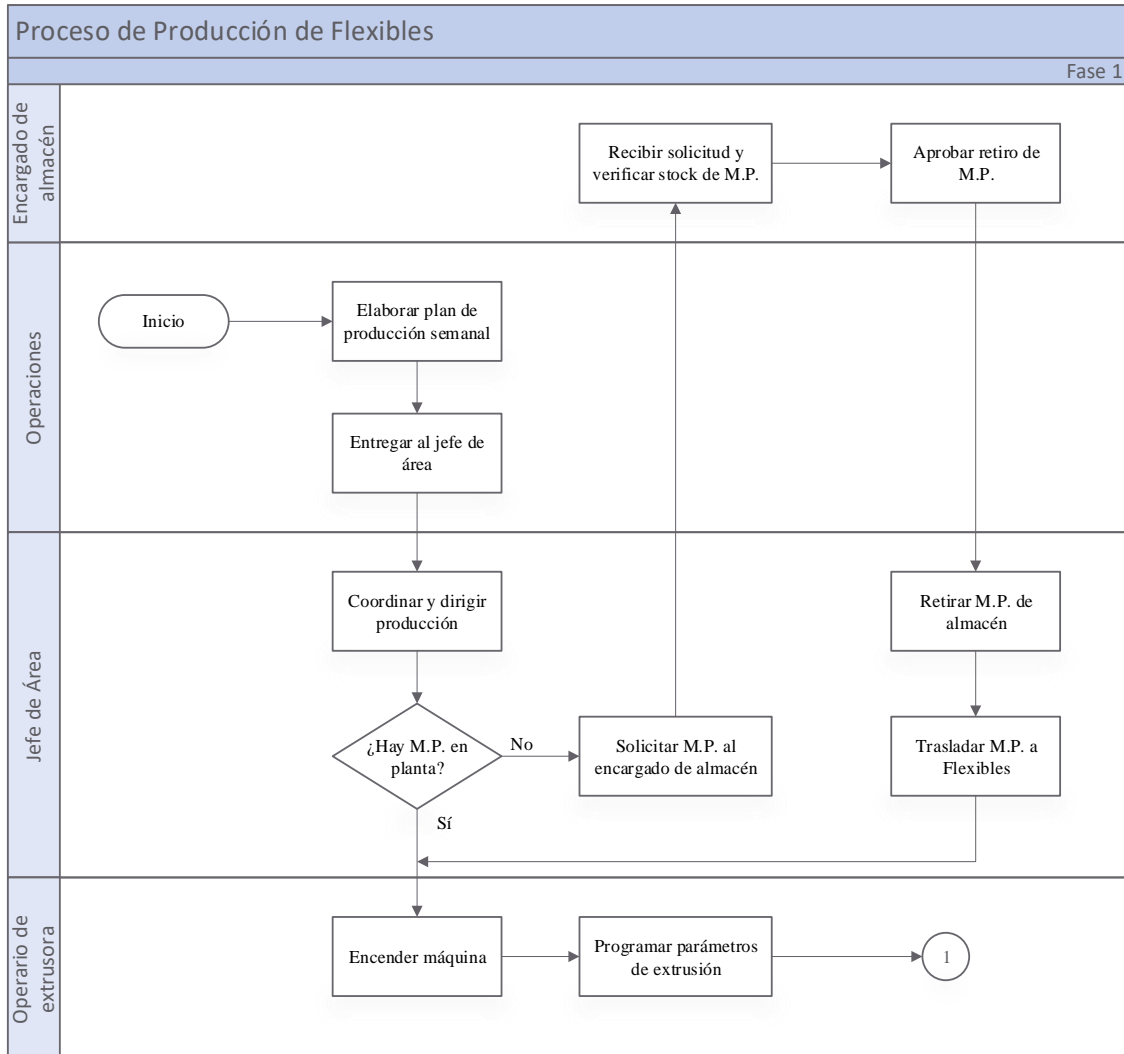 Proceso de Producción de Flexibles
Fase 1
Encargado de
almacén
Recibir solicitud y
verificar stock de M.P.
Aprobar retiro de
M.P.
Operaciones
Inicio
Elaborar plan de
producción semanal
Entregar al jefe de
área
Jefe de Área
Coordinar y dirigir
producción
Retirar M.P. de
almacén
¿Hay M.P. en
planta?
No
Solicitar M.P. al
encargado de almacén
Trasladar M.P. a
Flexibles
Sí
Operario de
extrusora
Encender máquina
Programar parámetros
de extrusión
1